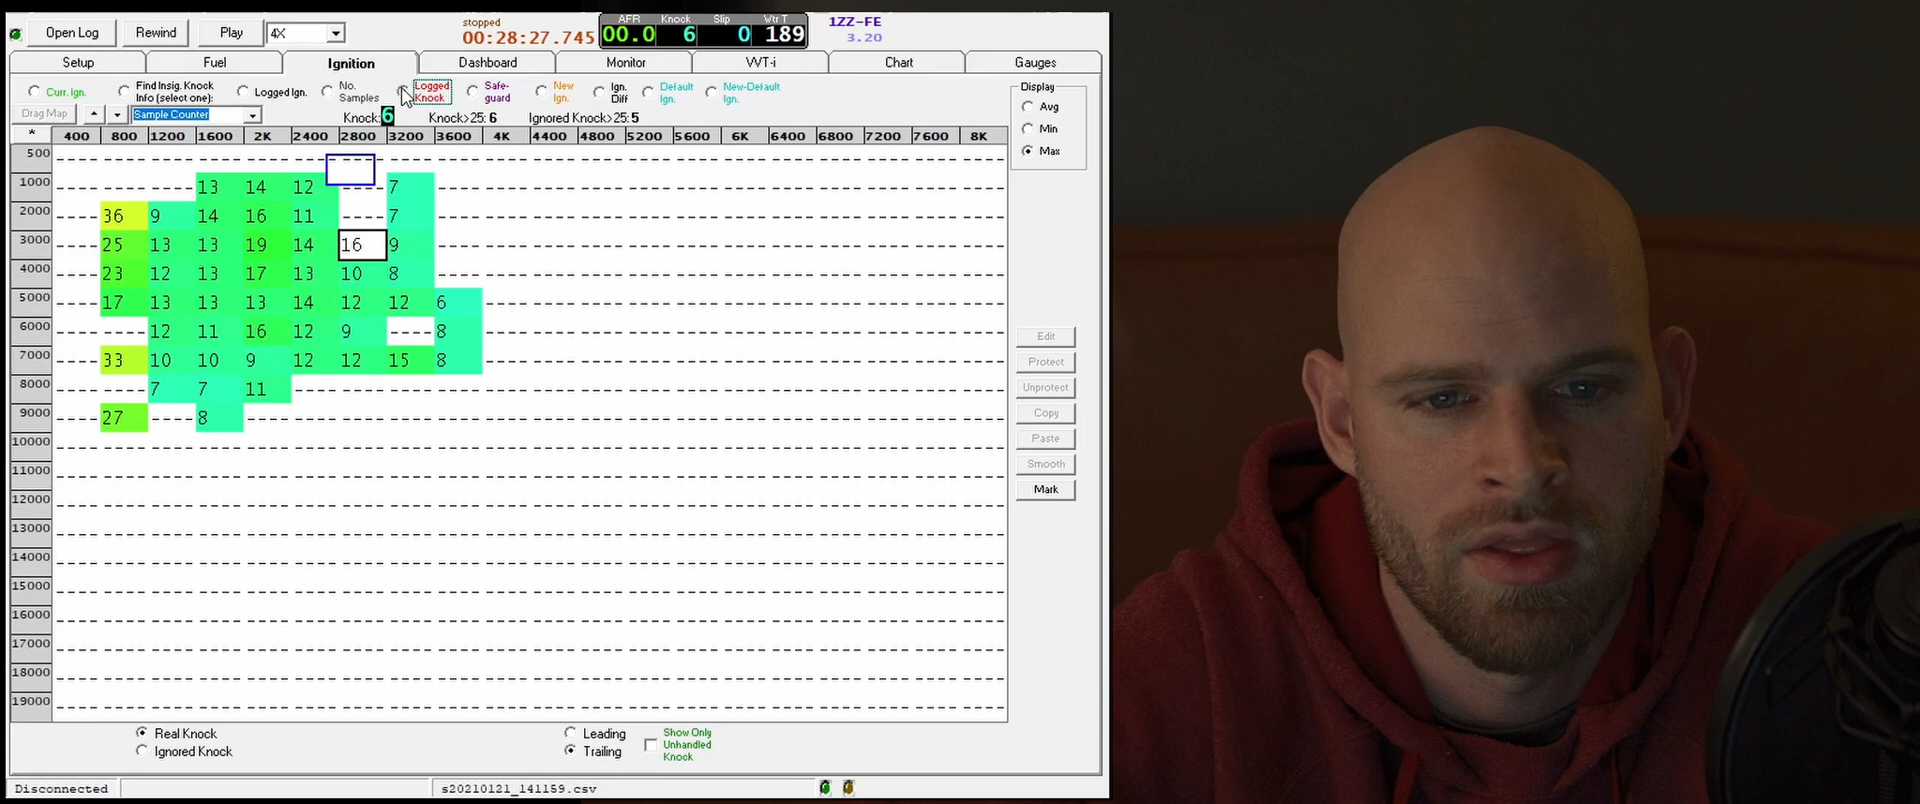 Open Log Rewind Play 4X stopped 00:28:27.745 AFR Knock Slip Wtr T 00.0 6 0 189 1ZZ-FE 3.20
Setup Fuel Ignition Dashboard Monitor VVT-i Chart Gauges
Curr. Ign. Find Insig. Knock Info (select one): Logged Ign. No. Samples Logged Knock Safe-guard New Ign. Ign. Diff Default Ign. New-Default Ign.
Drag Map Sample Counter Knock: 6 Knock>25: 6 Ignored Knock>25: 5
* 400 800 1200 1600 2K 2400 2800 3200 3600 4K 4400 4800 5200 5600 6K 6400 6800 7200 7600 8K
500
1000 13 14 12 7
2000 36 9 14 16 11 7
3000 25 13 13 19 14 16 9
4000 23 12 13 17 13 10 8
5000 17 13 13 13 14 12 12 6
6000 12 11 16 12 9 8
7000 33 10 10 9 12 12 15 8
8000 7 7 11
9000 27 8
10000
11000
12000
13000
14000
15000
16000
17000
18000
19000
Display
Avg
Min
Max
Edit
Protect
Unprotect
Copy
Paste
Smooth
Mark
Real Knock Leading Show Only
Ignored Knock Trailing Unhandled
Knock
Disconnected s20210121_141159.csv